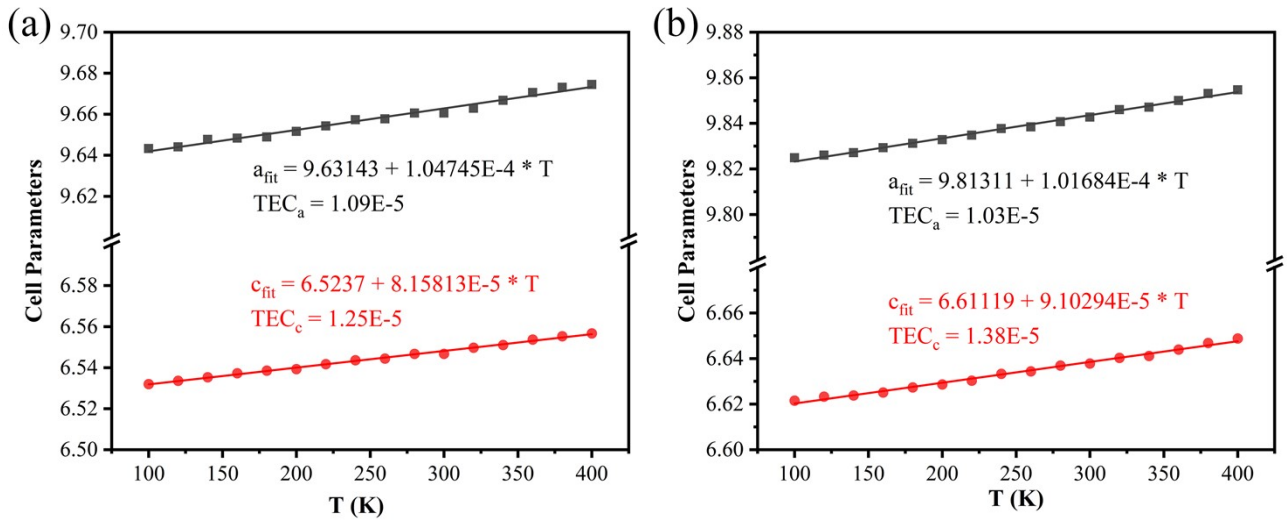 (a)
9.70
9.68
9.66
9.64
9.62
6.58
6.56
6.54
6.52
6.50
Cell Parameters
a_fit = 9.63143 + 1.04745E-4 * T
TEC_a = 1.09E-5
c_fit = 6.5237 + 8.15813E-5 * T
TEC_c = 1.25E-5
100 150 200 250 300 350 400
T (K)
(b)
9.88
9.86
9.84
9.82
9.80
6.66
6.64
6.62
6.60
Cell Parameters
a_fit = 9.81311 + 1.01684E-4 * T
TEC_a = 1.03E-5
c_fit = 6.61119 + 9.10294E-5 * T
TEC_c = 1.38E-5
100 150 200 250 300 350 400
T (K)